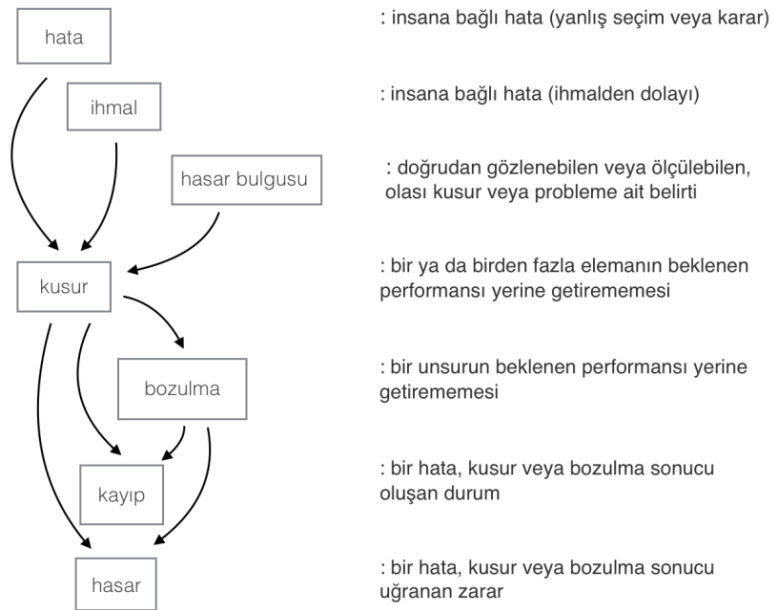 hata
: insana bağlı hata (yanlış seçim veya karar)
ihmal
: insana bağlı hata (ihmalden dolayı)
hasar bulgusu
: doğrudan gözlenebilen veya ölçülebilen,
olası kusur veya probleme ait belirti
kusur
: bir ya da birden fazla elemanın beklenen
performansı yerine getirememesi
bozulma
: bir unsurun beklenen performansı yerine
getirememesi
kayıp
: bir hata, kusur veya bozulma sonucu
oluşan durum
hasar
: bir hata, kusur veya bozulma sonucu
uğranan zarar